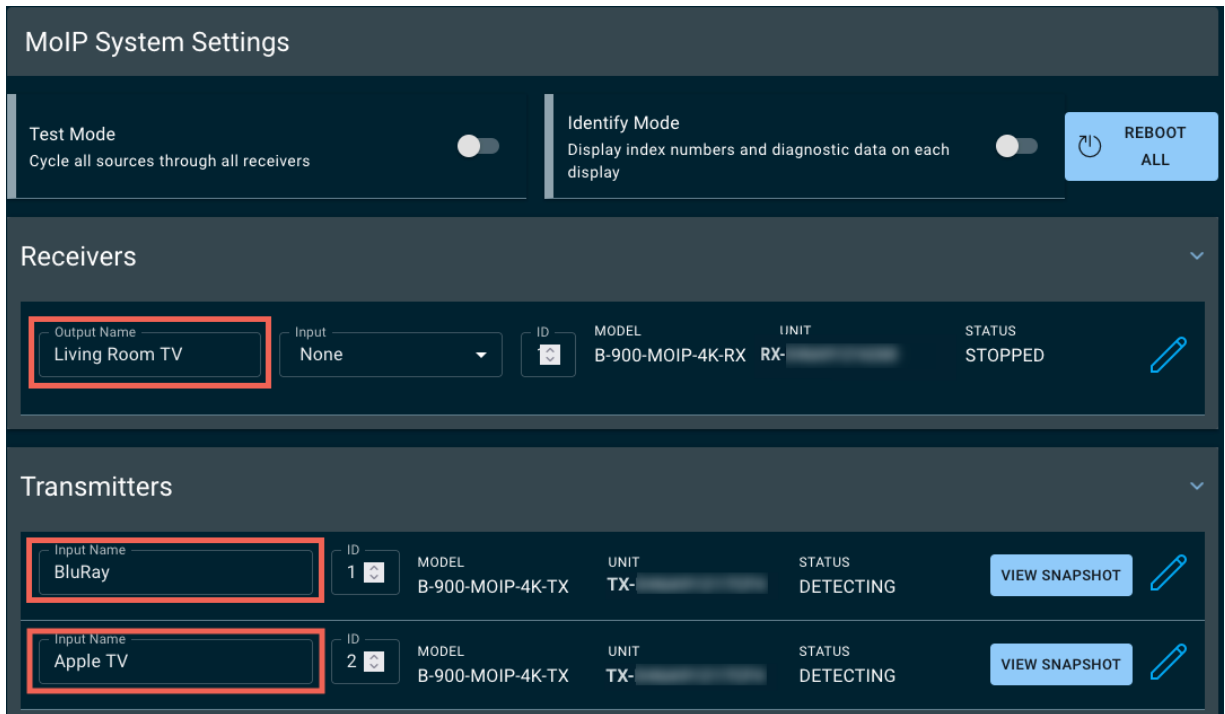 MoIP System Settings
Test Mode
Cycle all sources through all receivers
Identify Mode
Display index numbers and diagnostic data on each
display
REBOOT
ALL
Receivers
Output Name
Living Room TV
Input
None
ID
MODEL
B-900-MOIP-4K-RX
UNIT
RX-
STATUS
STOPPED
Transmitters
Input Name
BluRay
ID
1
MODEL
B-900-MOIP-4K-TX
UNIT
TX-
STATUS
DETECTING
VIEW SNAPSHOT
Input Name
Apple TV
ID
2
MODEL
B-900-MOIP-4K-TX
UNIT
TX-
STATUS
DETECTING
VIEW SNAPSHOT